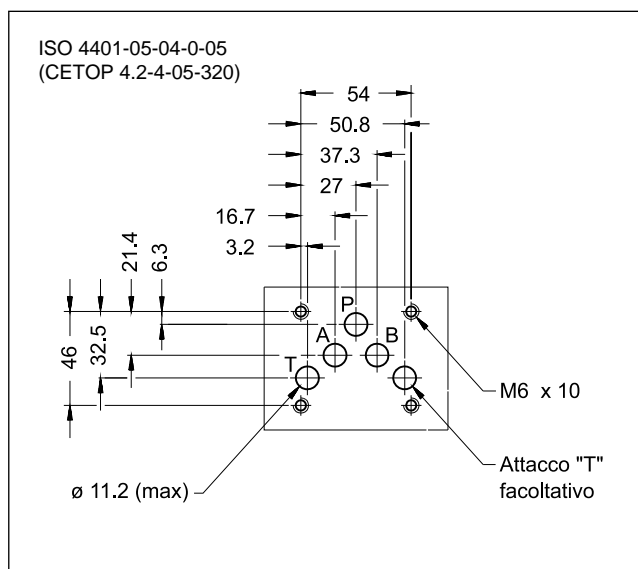 ISO 4401-05-04-0-05
(CETOP 4.2-4-05-320)
54
50.8
37.3
27
16.7
3.2
21.4
6.3
46
32.5
P
A
B
T
M6 x 10
ø 11.2 (max)
Attacco "T"
facoltativo